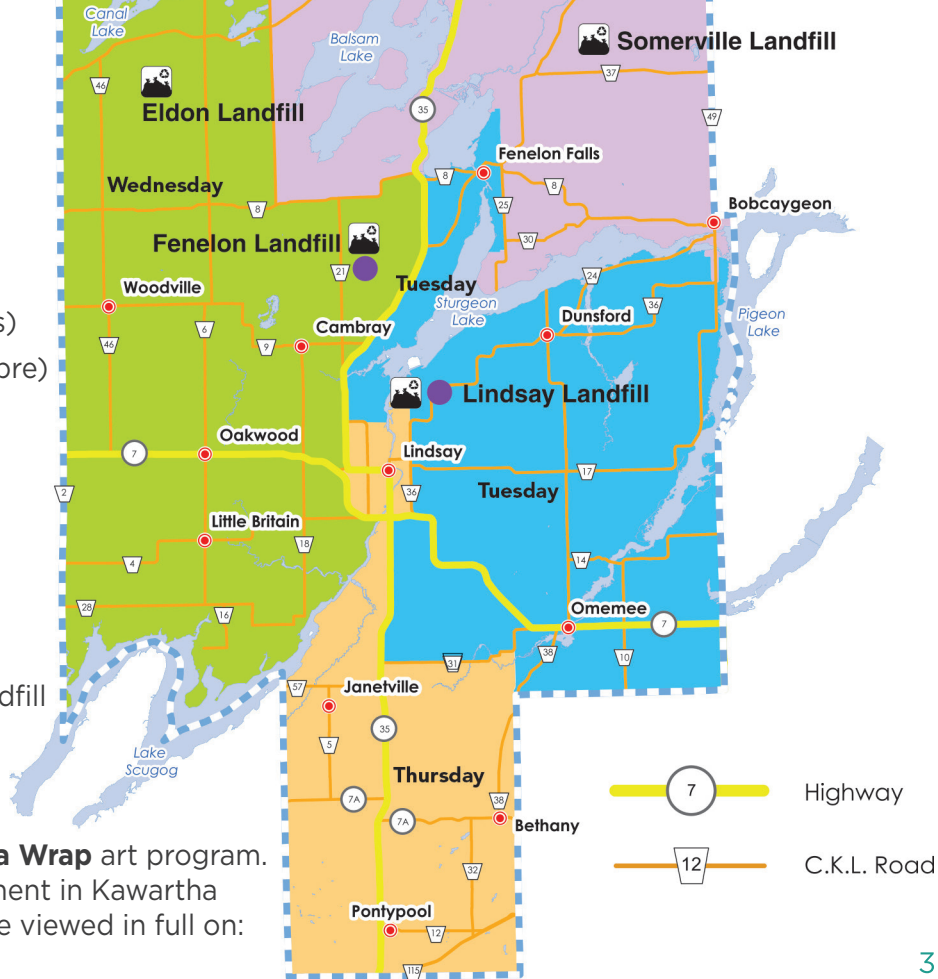 Canal
Lake
Balsam
Lake
35
Somerville Landfill
37
46
Eldon Landfill
49
Fenelon Falls
8
8
Wednesday
25
Bobcaygeon
8
Fenelon Landfill
30
21
Tuesday
24
Woodville
Sturgeon
Lake
36
Pigeon
Lake
s)
Cambray
Dunsford
6
46
9
ore)
Lindsay Landfill
Oakwood
7
Lindsay
17
2
36
Tuesday
Little Britain
18
4
14
28
16
Omemee
7
38
10
31
dfill
57
Janetville
35
5
Lake
Scugog
Thursday
7A
38
7A
Bethany
7
Highway
a Wrap art program.
12
C.K.L. Road
ment in Kawartha
32
e viewed in full on:
Pontypool
12
115
3